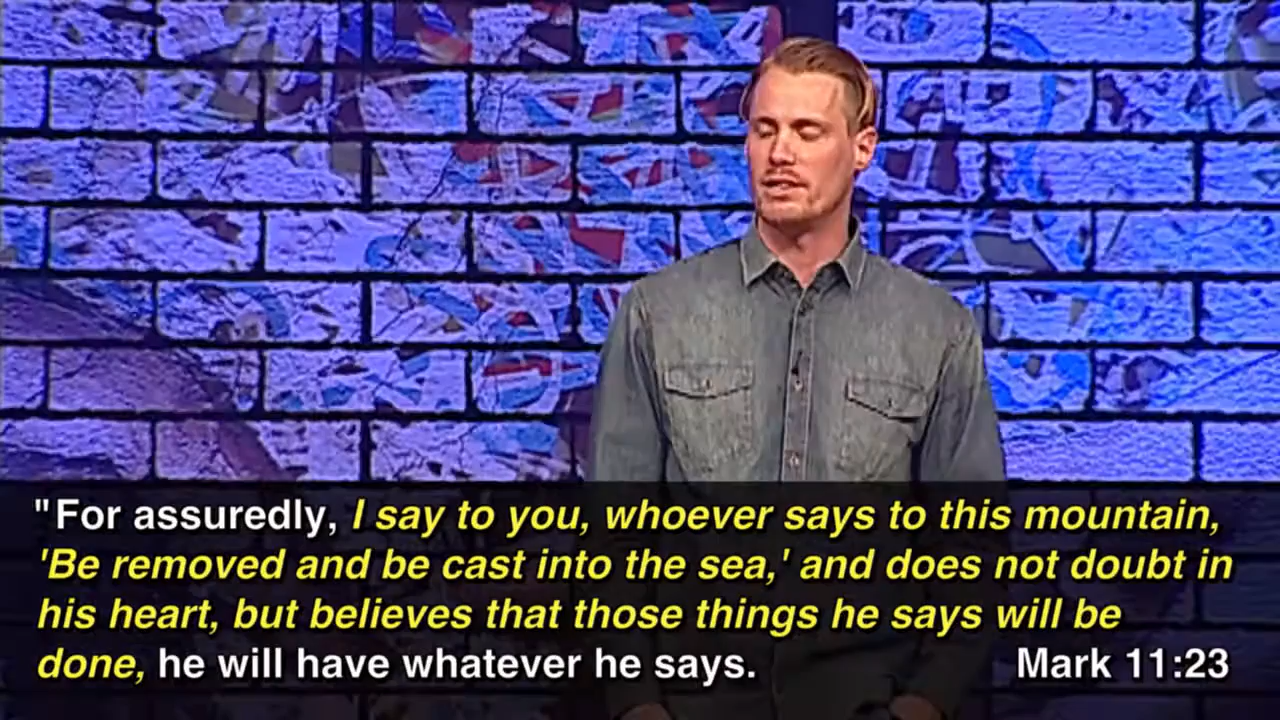 "For assuredly, I say to you, whoever says to this mountain,
'Be removed and be cast into the sea,' and does not doubt in
his heart, but believes that those things he says will be
done, he will have whatever he says. Mark 11:23